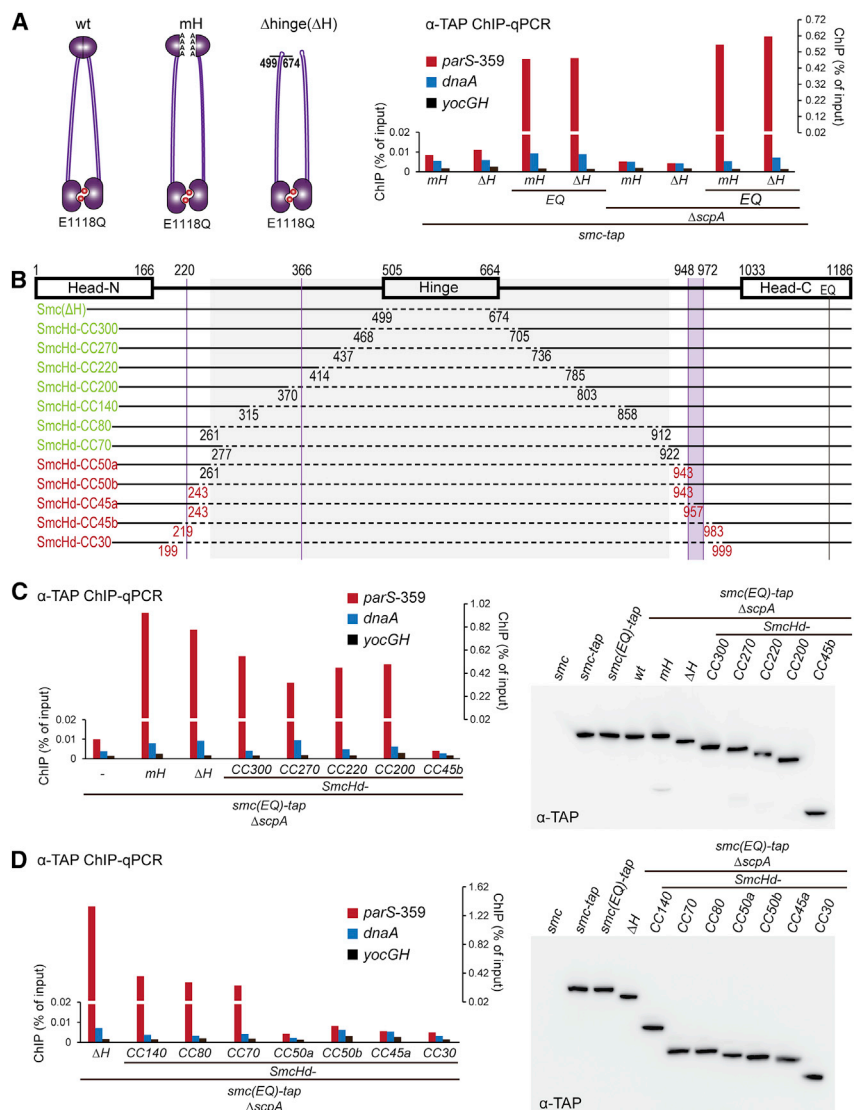 A
wt
mH
Δhinge(ΔH)
A A
A A
A A
A A
499 674
E1118Q
E1118Q
E1118Q
α-TAP ChIP-qPCR
parS-359
dnaA
yocGH
ChIP (% of input)
0.02
0.01
0
0.72
0.62
0.52
0.42
0.32
0.22
0.12
0.02
ChIP (% of input)
mH ΔH mH ΔH mH ΔH mH ΔH
EQ EQ
ΔscpA
smc-tap
B
1 166 220 366 505 664 948 972 1033 1186
Head-N Hinge Head-C EQ
Smc(ΔH)
499 674
SmcHd-CC300
468 705
SmcHd-CC270
437 736
SmcHd-CC220
414 785
SmcHd-CC200
370 803
SmcHd-CC140
315 858
SmcHd-CC80
261 912
SmcHd-CC70
277 922
SmcHd-CC50a
261 943
SmcHd-CC50b
243 943
SmcHd-CC45a
243 957
SmcHd-CC45b
219 983
SmcHd-CC30
199 999
C
α-TAP ChIP-qPCR
parS-359
dnaA
yocGH
ChIP (% of input)
0.02
0.01
0
1.02
0.82
0.62
0.42
0.22
0.02
ChIP (% of input)
- mH ΔH CC300 CC270 CC220 CC200 CC45b
SmcHd-
smc(EQ)-tap
ΔscpA
smc(EQ)-tap
ΔscpA
SmcHd-
smc smc-tap smc(EQ)-tap wt mH ΔH CC300 CC270 CC220 CC200 CC45b
α-TAP
D
α-TAP ChIP-qPCR
parS-359
dnaA
yocGH
ChIP (% of input)
0.02
0.01
0
1.62
1.22
0.82
0.42
0.02
ChIP (% of input)
ΔH CC140 CC80 CC70 CC50a CC50b CC45a CC30
SmcHd-
smc(EQ)-tap
ΔscpA
smc(EQ)-tap
ΔscpA
SmcHd-
smc smc-tap smc(EQ)-tap ΔH CC140 CC70 CC80 CC50a CC50b CC45a CC30
α-TAP